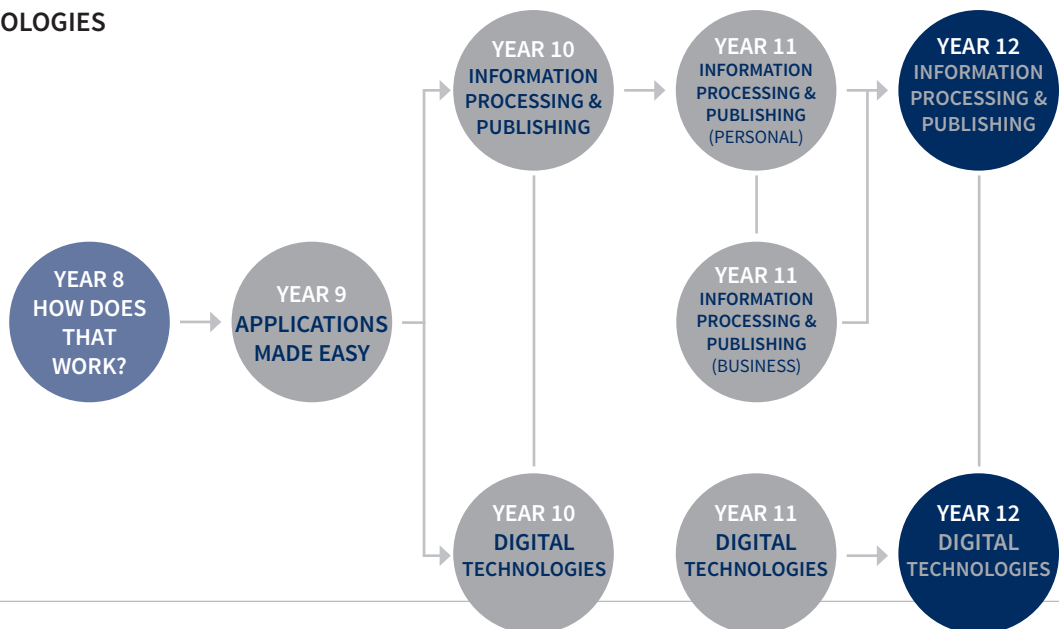 OLOGIES
YEAR 10
INFORMATION
PROCESSING &
PUBLISHING
YEAR 11
INFORMATION
PROCESSING &
PUBLISHING
(PERSONAL)
YEAR 12
INFORMATION
PROCESSING &
PUBLISHING
YEAR 8
HOW DOES
THAT
WORK?
YEAR 9
APPLICATIONS
MADE EASY
YEAR 11
INFORMATION
PROCESSING &
PUBLISHING
(BUSINESS)
YEAR 10
DIGITAL
TECHNOLOGIES
YEAR 11
DIGITAL
TECHNOLOGIES
YEAR 12
DIGITAL
TECHNOLOGIES